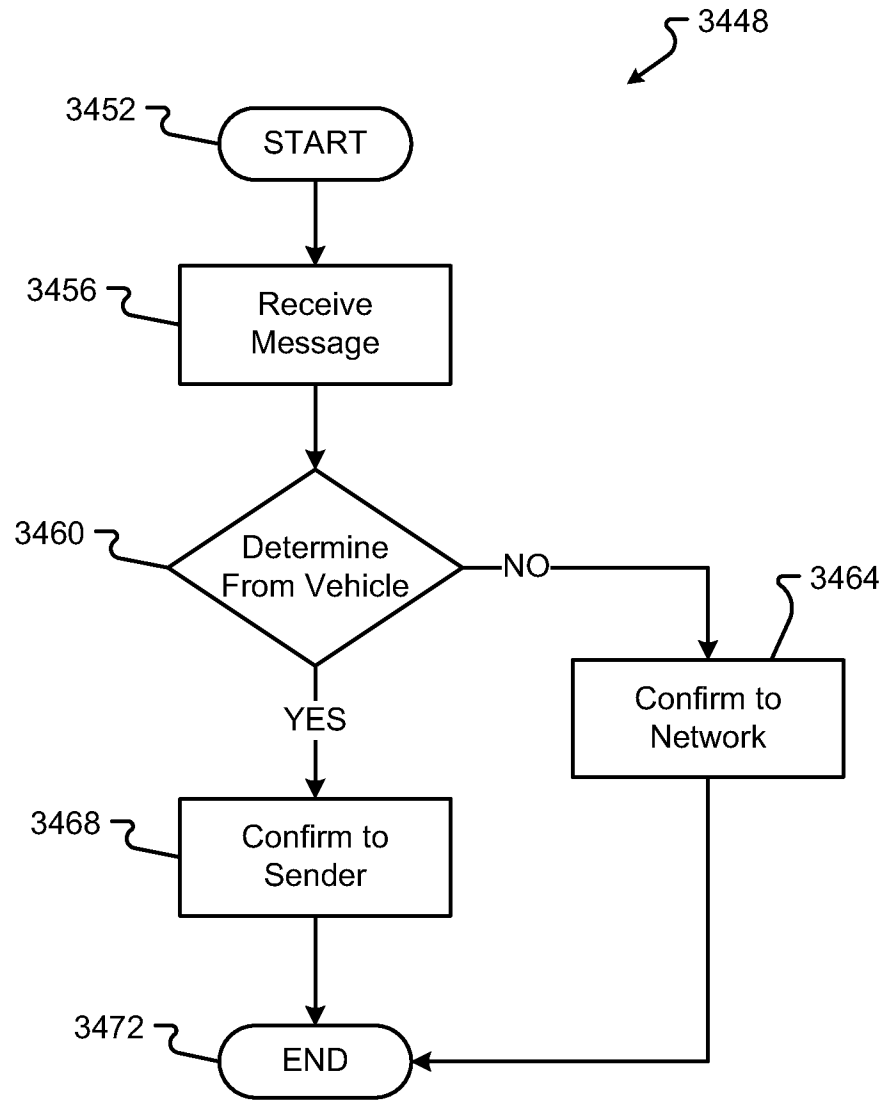 3448
3452
START
3456
Receive
Message
3460
Determine
From Vehicle
NO
3464
Confirm to
Network
YES
3468
Confirm to
Sender
3472
END